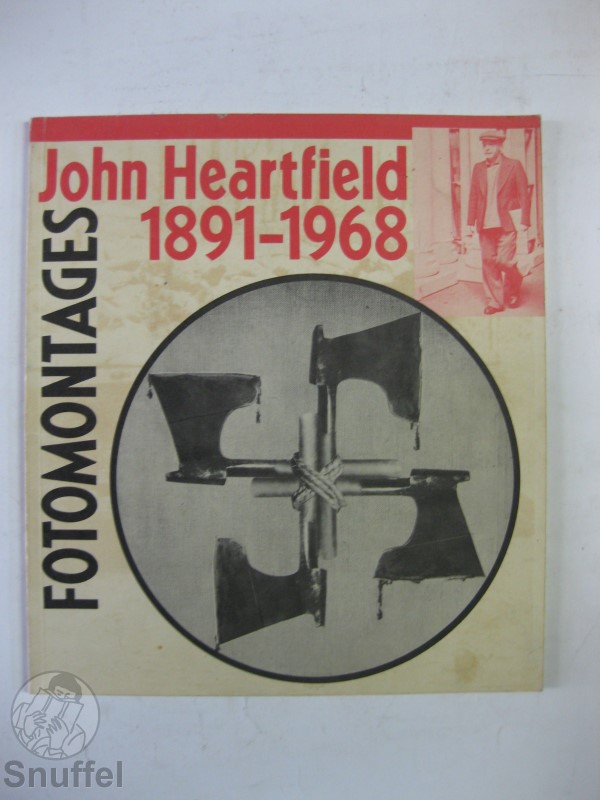 John Heartfield
1891-1968
FOTOMONTAGES
Snuffel